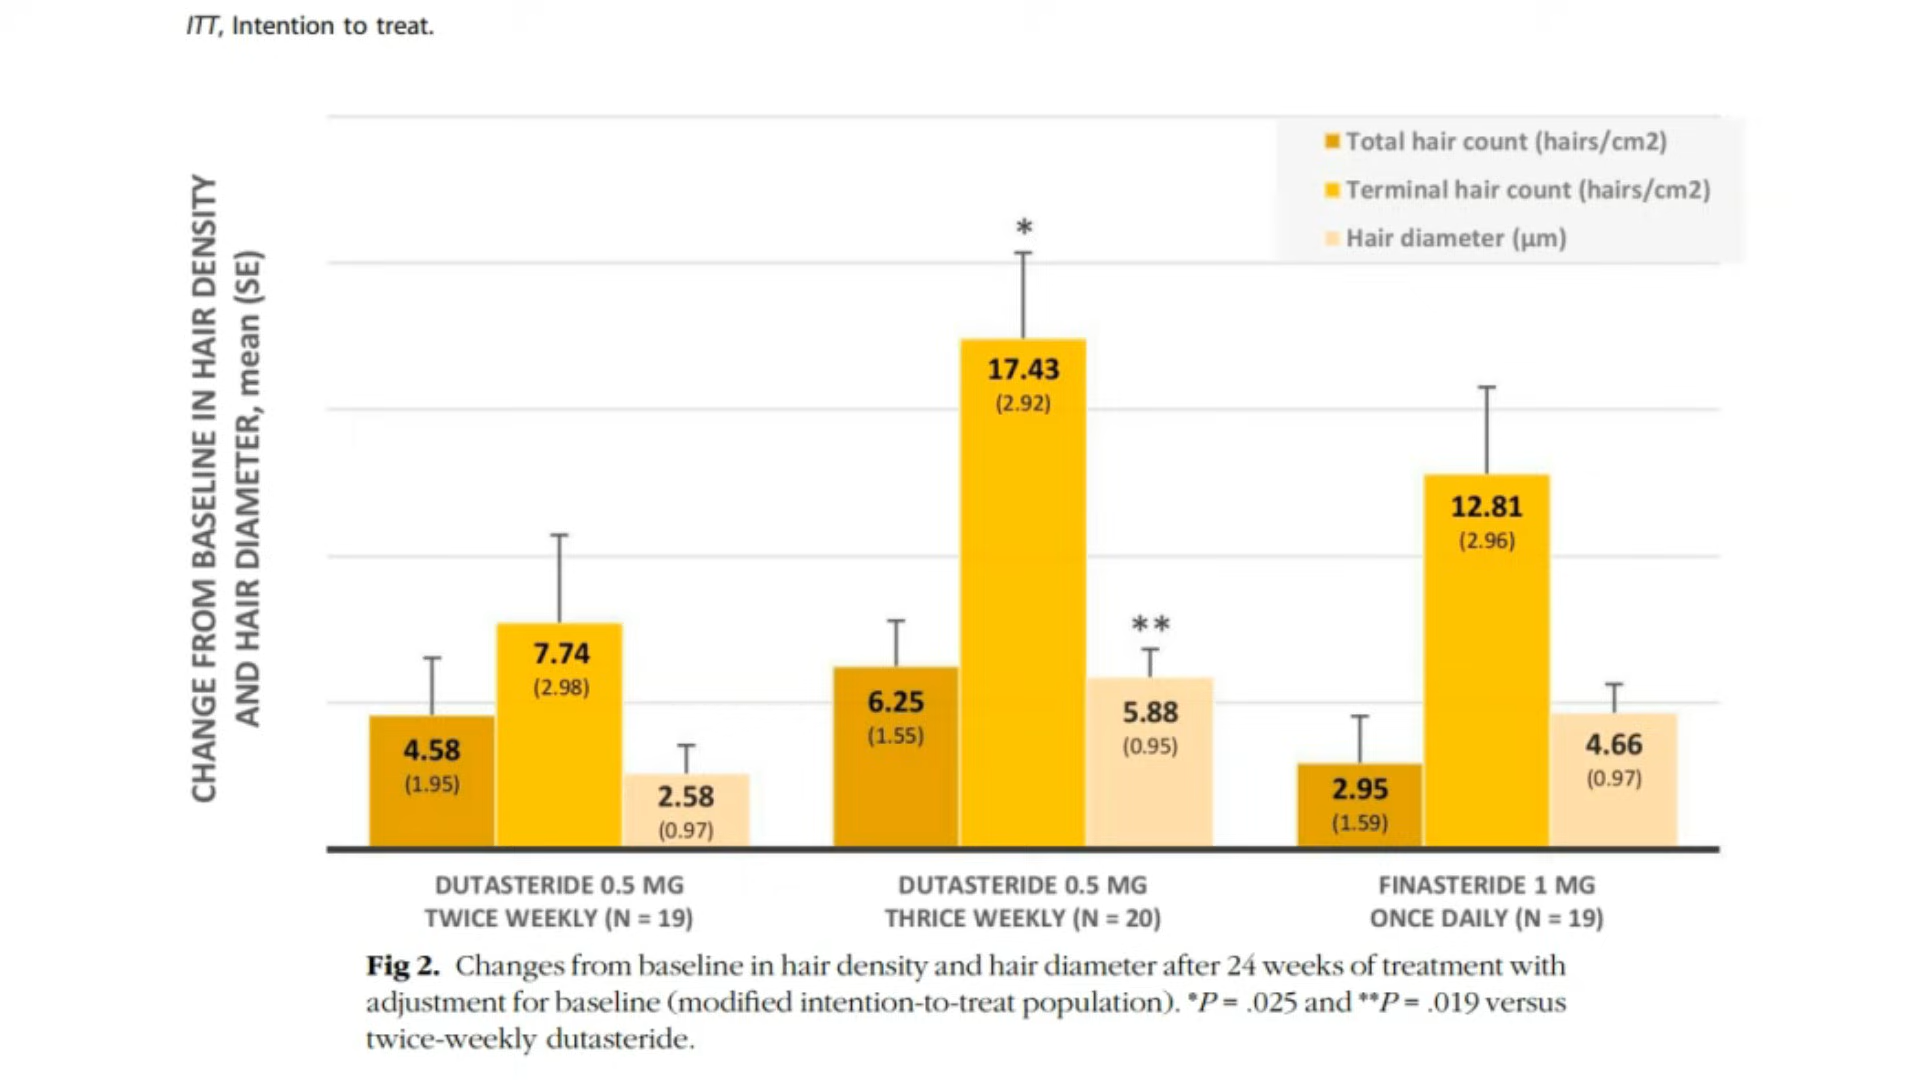 ITT, Intention to treat.
CHANGE FROM BASELINE IN HAIR DENSITY
AND HAIR DIAMETER, mean (SE)
Total hair count (hairs/cm2)
Terminal hair count (hairs/cm2)
Hair diameter (µm)
*
17.43
(2.92)
12.81
(2.96)
7.74
(2.98)
**
6.25
(1.55)
5.88
(0.95)
4.58
(1.95)
4.66
(0.97)
2.58
(0.97)
2.95
(1.59)
DUTASTERIDE 0.5 MG
TWICE WEEKLY (N = 19)
DUTASTERIDE 0.5 MG
THRICE WEEKLY (N = 20)
FINASTERIDE 1 MG
ONCE DAILY (N = 19)
Fig 2. Changes from baseline in hair density and hair diameter after 24 weeks of treatment with
adjustment for baseline (modified intention-to-treat population). *P = .025 and **P = .019 versus
twice-weekly dutasteride.